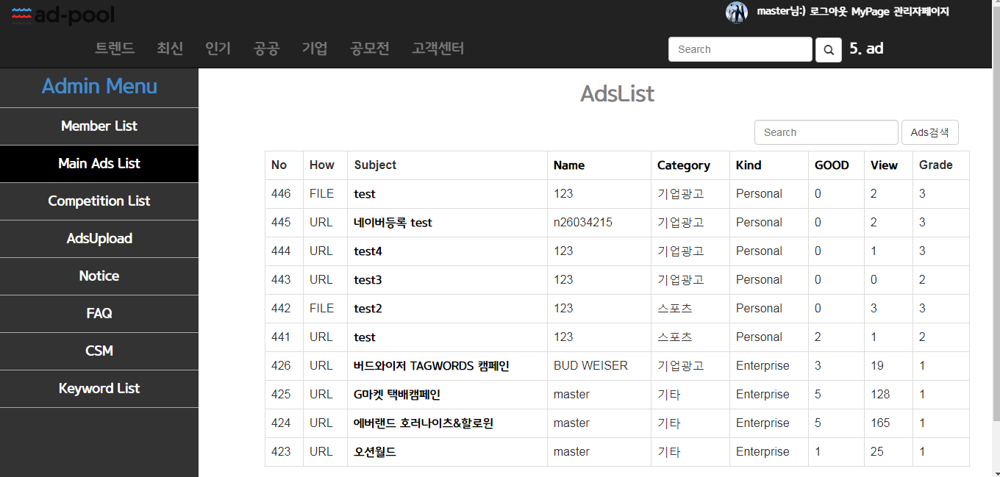 ad-pool
master님:) 로그아웃 MyPage 관리자페이지
트렌드 최신 인기 공공 기업 공모전 고객센터 Search 5. ad
Admin Menu
Member List
Main Ads List
Competition List
AdsUpload
Notice
FAQ
CSM
Keyword List
AdsList
Search Ads검색
No How Subject Name Category Kind GOOD View Grade
446 FILE test 123 기업광고 Personal 0 2 3
445 URL 네이버등록 test n26034215 기업광고 Personal 0 2 3
444 URL test4 123 기업광고 Personal 0 1 3
443 URL test3 123 기업광고 Personal 0 0 2
442 FILE test2 123 스포츠 Personal 0 3 3
441 URL test 123 스포츠 Personal 2 1 2
426 URL 버드와이저 TAGWORDS 캠페인 BUD WEISER 기업광고 Enterprise 3 19 1
425 URL G마켓 택배캠페인 master 기타 Enterprise 5 128 1
424 URL 에버랜드 호러나이츠&할로윈 master 기타 Enterprise 5 165 1
423 URL 오션월드 master 기타 Enterprise 1 25 1